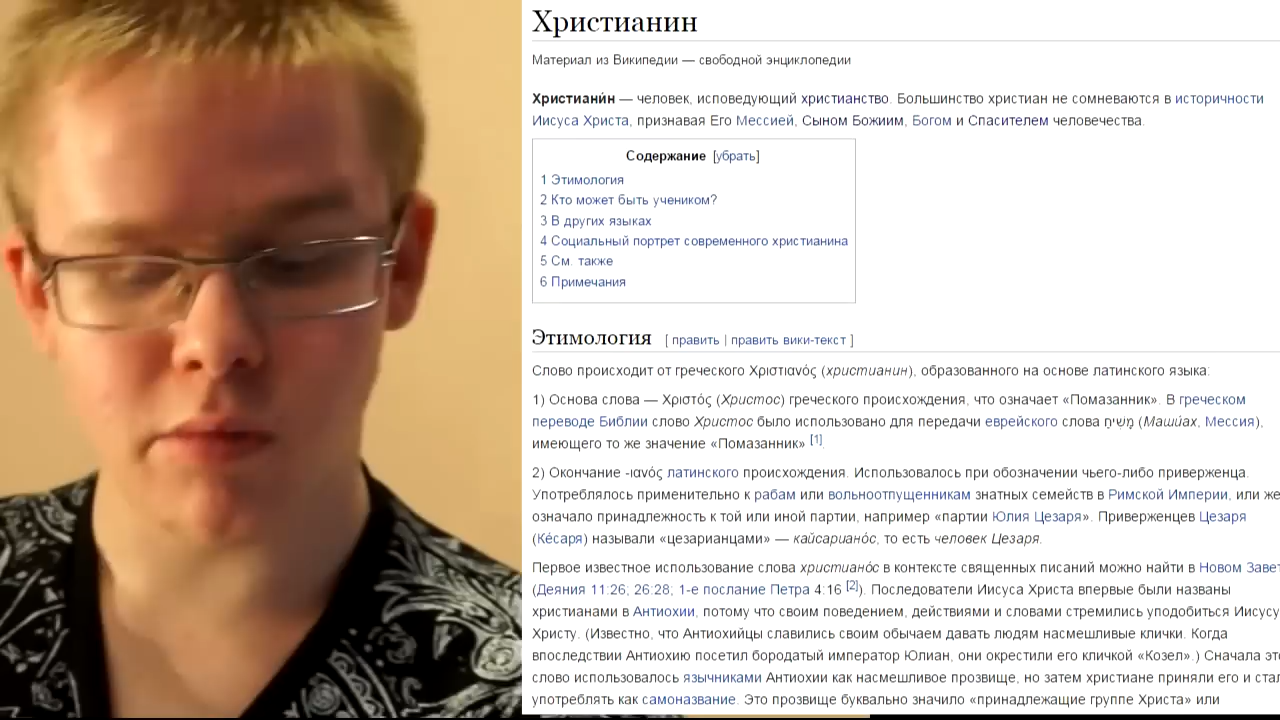 Христианин
Материал из Википедии — свободной энциклопедии
Христиани́н — человек, исповедующий христианство. Большинство христиан не сомневаются в историчности
Иисуса Христа, признавая Его Мессией, Сыном Божиим, Богом и Спасителем человечества.
Содержание [убрать]
1 Этимология
2 Кто может быть учеником?
3 В других языках
4 Социальный портрет современного христианина
5 См. также
6 Примечания
Этимология [ править | править вики-текст ]
Слово происходит от греческого Χριστιανός (христианин), образованного на основе латинского языка:
1) Основа слова — Χριστός (Христос) греческого происхождения, что означает «Помазанник». В греческом
переводе Библии слово Христос было использовано для передачи еврейского слова מָשִׁיחַ (Маши́ах, Мессия),
имеющего то же значение «Помазанник» [1].
2) Окончание -ιανός латинского происхождения. Использовалось при обозначении чьего-либо приверженца.
Употреблялось применительно к рабам или вольноотпущенникам знатных семейств в Римской Империи, или же
означало принадлежность к той или иной партии, например «партии Юлия Цезаря». Приверженцев Цезаря
(Ке́саря) называли «цезарианцами» — кайсариано́с, то есть человек Цезаря.
Первое известное использование слова христиано́с в контексте священных писаний можно найти в Новом Завет
(Деяния 11:26; 26:28; 1-е послание Петра 4:16 [2]). Последователи Иисуса Христа впервые были названы
христианами в Антиохии, потому что своим поведением, действиями и словами стремились уподобиться Иисусу
Христу. (Известно, что Антиохийцы славились своим обычаем давать людям насмешливые клички. Когда
впоследствии Антиохию посетил бородатый император Юлиан, они окрестили его кличкой «Козел».) Сначала это
слово использовалось язычниками Антиохии как насмешливое прозвище, но затем христиане приняли его и стал
употреблять как самоназвание. Это прозвище буквально значило «принадлежащие группе Христа» или